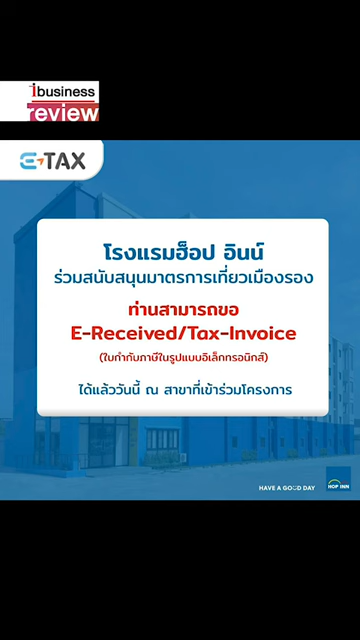 ibusiness
review
E-TAX
โรงแรมฮ็อป อินน์
ร่วมสนับสนุนมาตรการเที่ยวเมืองรอง
ท่านสามารถขอ
E-Received/Tax-Invoice
(ใบกำกับภาษีในรูปแบบอิเล็กทรอนิกส์)
ได้แล้ววันนี้ ณ สาขาที่เข้าร่วมโครงการ
HAVE A GOOD DAY
HOP INN